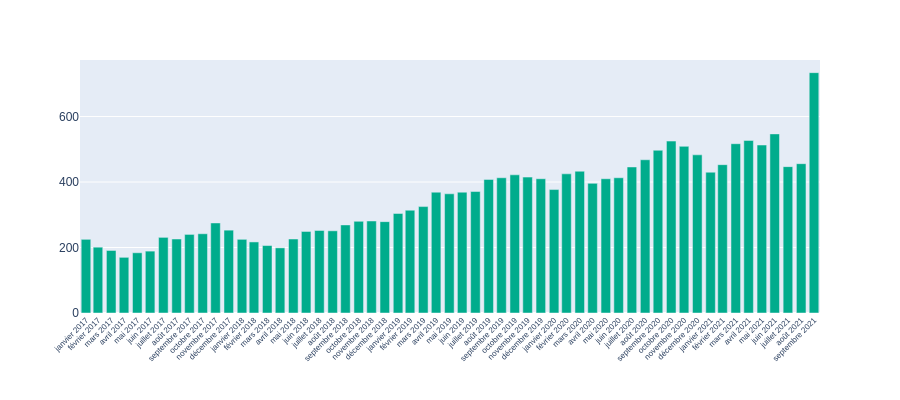 600
400
200
0
janvier 2017
février 2017
mars 2017
avril 2017
mai 2017
juin 2017
juillet 2017
août 2017
septembre 2017
octobre 2017
novembre 2017
décembre 2017
janvier 2018
février 2018
mars 2018
avril 2018
mai 2018
juin 2018
juillet 2018
août 2018
septembre 2018
octobre 2018
novembre 2018
décembre 2018
janvier 2019
février 2019
mars 2019
avril 2019
mai 2019
juin 2019
juillet 2019
août 2019
septembre 2019
octobre 2019
novembre 2019
décembre 2019
janvier 2020
février 2020
mars 2020
avril 2020
mai 2020
juin 2020
juillet 2020
août 2020
septembre 2020
octobre 2020
novembre 2020
décembre 2020
janvier 2021
février 2021
mars 2021
avril 2021
mai 2021
juin 2021
juillet 2021
août 2021
septembre 2021